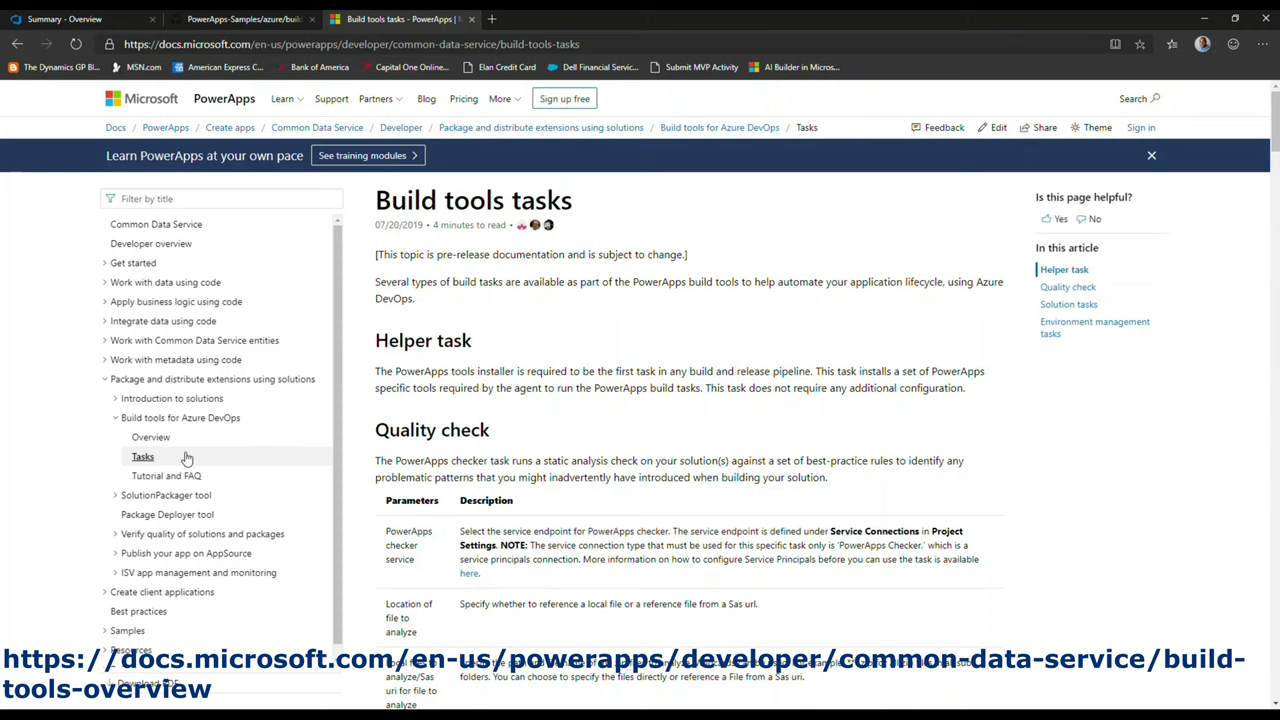 Summary - Overview
PowerApps-Samples/azure/build
Build tools tasks - PowerApps |
https://docs.microsoft.com/en-us/powerapps/developer/common-data-service/build-tools-tasks
The Dynamics GP Bl...
MSN.com
American Express C...
Bank of America
Capital One Online...
Elan Credit Card
Dell Financial Servic...
Submit MVP Activity
AI Builder in Micros...
Microsoft
PowerApps
Learn
Support
Partners
Blog
Pricing
More
Sign up free
Search
Docs
PowerApps
Create apps
Common Data Service
Developer
Package and distribute extensions using solutions
Build tools for Azure DevOps
Tasks
Feedback
Edit
Share
Theme
Sign in
Learn PowerApps at your own pace
See training modules
Filter by title
Common Data Service
Developer overview
Get started
Work with data using code
Apply business logic using code
Integrate data using code
Work with Common Data Service entities
Work with metadata using code
Package and distribute extensions using solutions
Introduction to solutions
Build tools for Azure DevOps
Overview
Tasks
Tutorial and FAQ
SolutionPackager tool
Package Deployer tool
Verify quality of solutions and packages
Publish your app on AppSource
ISV app management and monitoring
Create client applications
Best practices
Samples
Resources
Download PDF
Build tools tasks
07/20/2019 • 4 minutes to read •
[This topic is pre-release documentation and is subject to change.]
Several types of build tasks are available as part of the PowerApps build tools to help automate your application lifecycle, using Azure
DevOps.
Helper task
The PowerApps tools installer is required to be the first task in any build and release pipeline. This task installs a set of PowerApps
specific tools required by the agent to run the PowerApps build tasks. This task does not require any additional configuration.
Quality check
The PowerApps checker task runs a static analysis check on your solution(s) against a set of best-practice rules to identify any
problematic patterns that you might inadvertently have introduced when building your solution.
Parameters
Description
PowerApps
checker
service
Select the service endpoint for PowerApps checker. The service endpoint is defined under Service Connections in Project
Settings. NOTE: The service connection type that must be used for this specific task only is 'PowerApps Checker,' which is a
service principals connection. More information on how to configure Service Principals before you can use the task is available
here.
Location of
file to
analyze
Specify whether to reference a local file or a reference file from a Sas url.
analyze/Sas
uri for file to
analyze
folders. You can choose to specify the files directly or reference a File from a Sas uri.
Is this page helpful?
Yes
No
In this article
Helper task
Quality check
Solution tasks
Environment management
tasks
https://docs.microsoft.com/en-us/powerapps/developer/common-data-service/build-
tools-overview